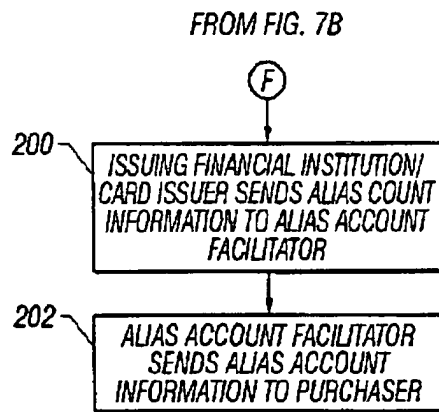 FROM FIG. 7B
F
200
ISSUING FINANCIAL INSTITUTION/
CARD ISSUER SENDS ALIAS COUNT
INFORMATION TO ALIAS ACCOUNT
FACILITATOR
202
ALIAS ACCOUNT FACILITATOR
SENDS ALIAS ACCOUNT
INFORMATION TO PURCHASER